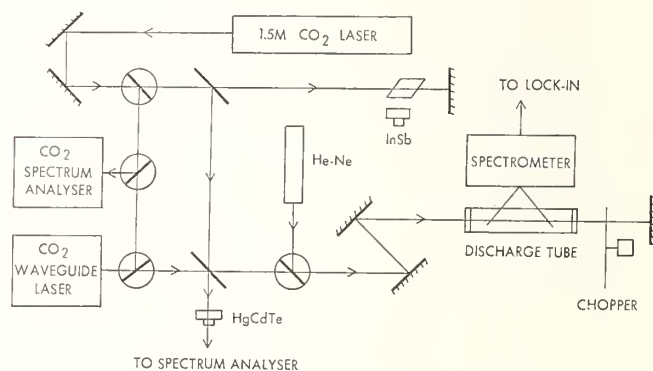 1.5M CO2 LASER
TO LOCK-IN
InSb
He-Ne
SPECTROMETER
CO2
SPECTRUM
ANALYSER
CO2
WAVEGUIDE
LASER
DISCHARGE TUBE
CHOPPER
HgCdTe
TO SPECTRUM ANALYSER